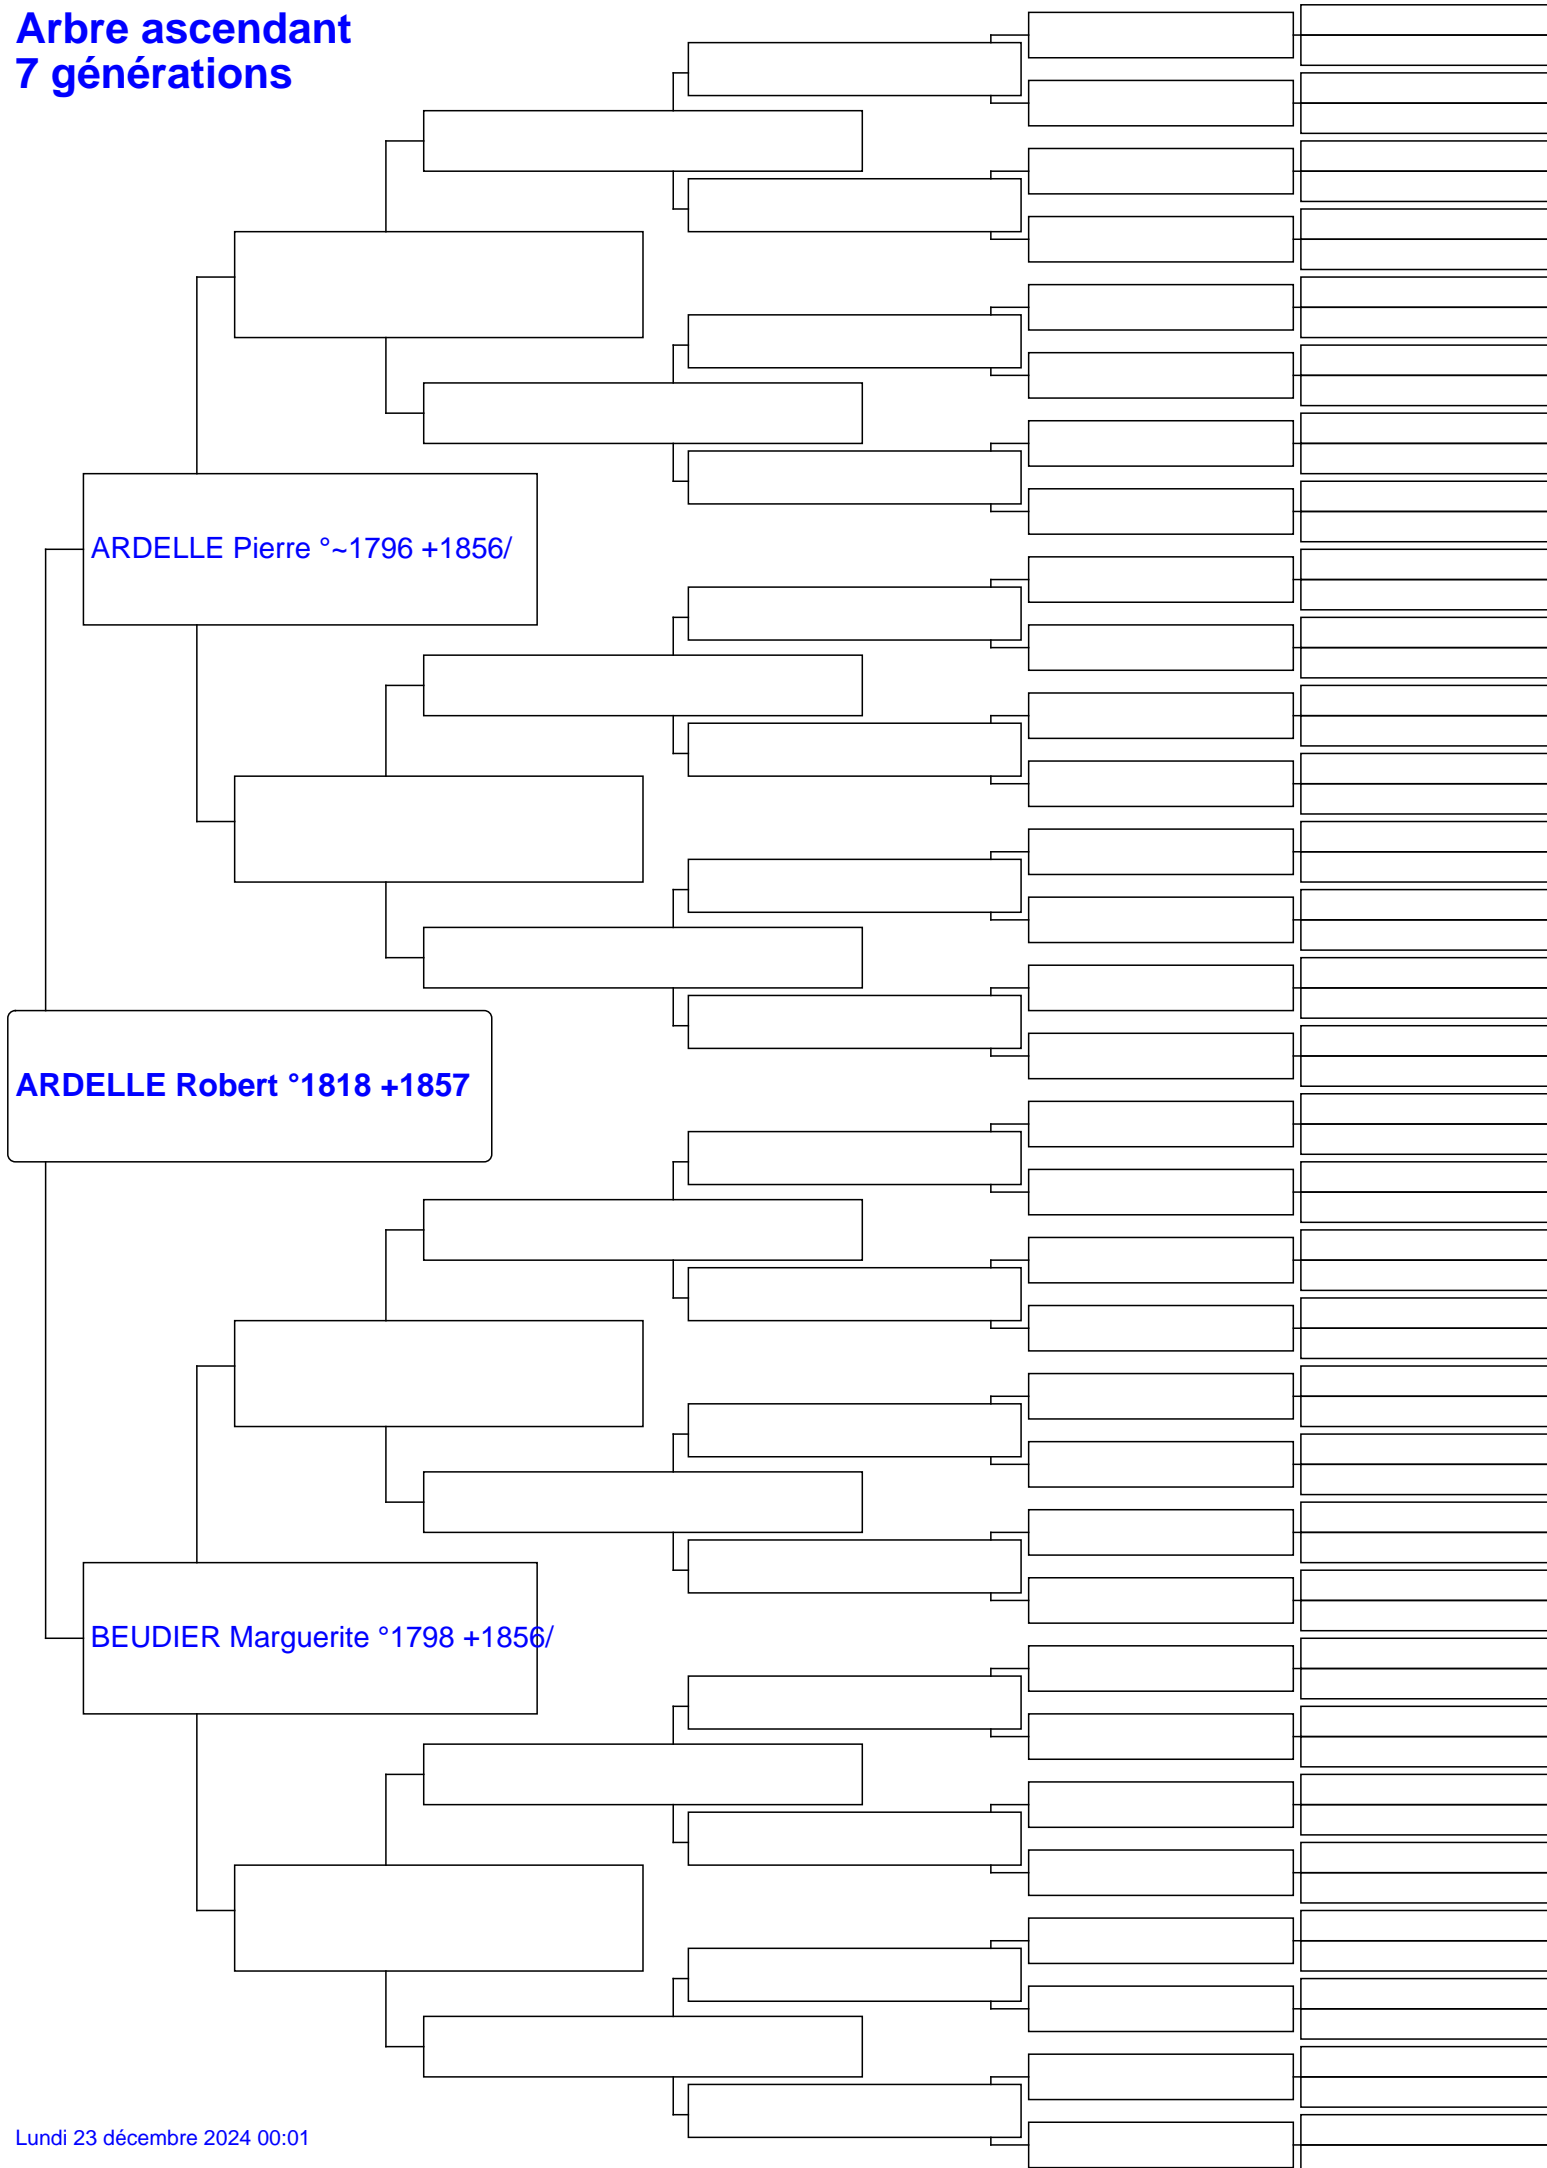 Arbre ascendant
7 générations
ARDELLE Pierre °~1796 +1856/
ARDELLE Robert °1818 +1857
BEUDIER Marguerite °1798 +1856/
Lundi 23 décembre 2024 00:01